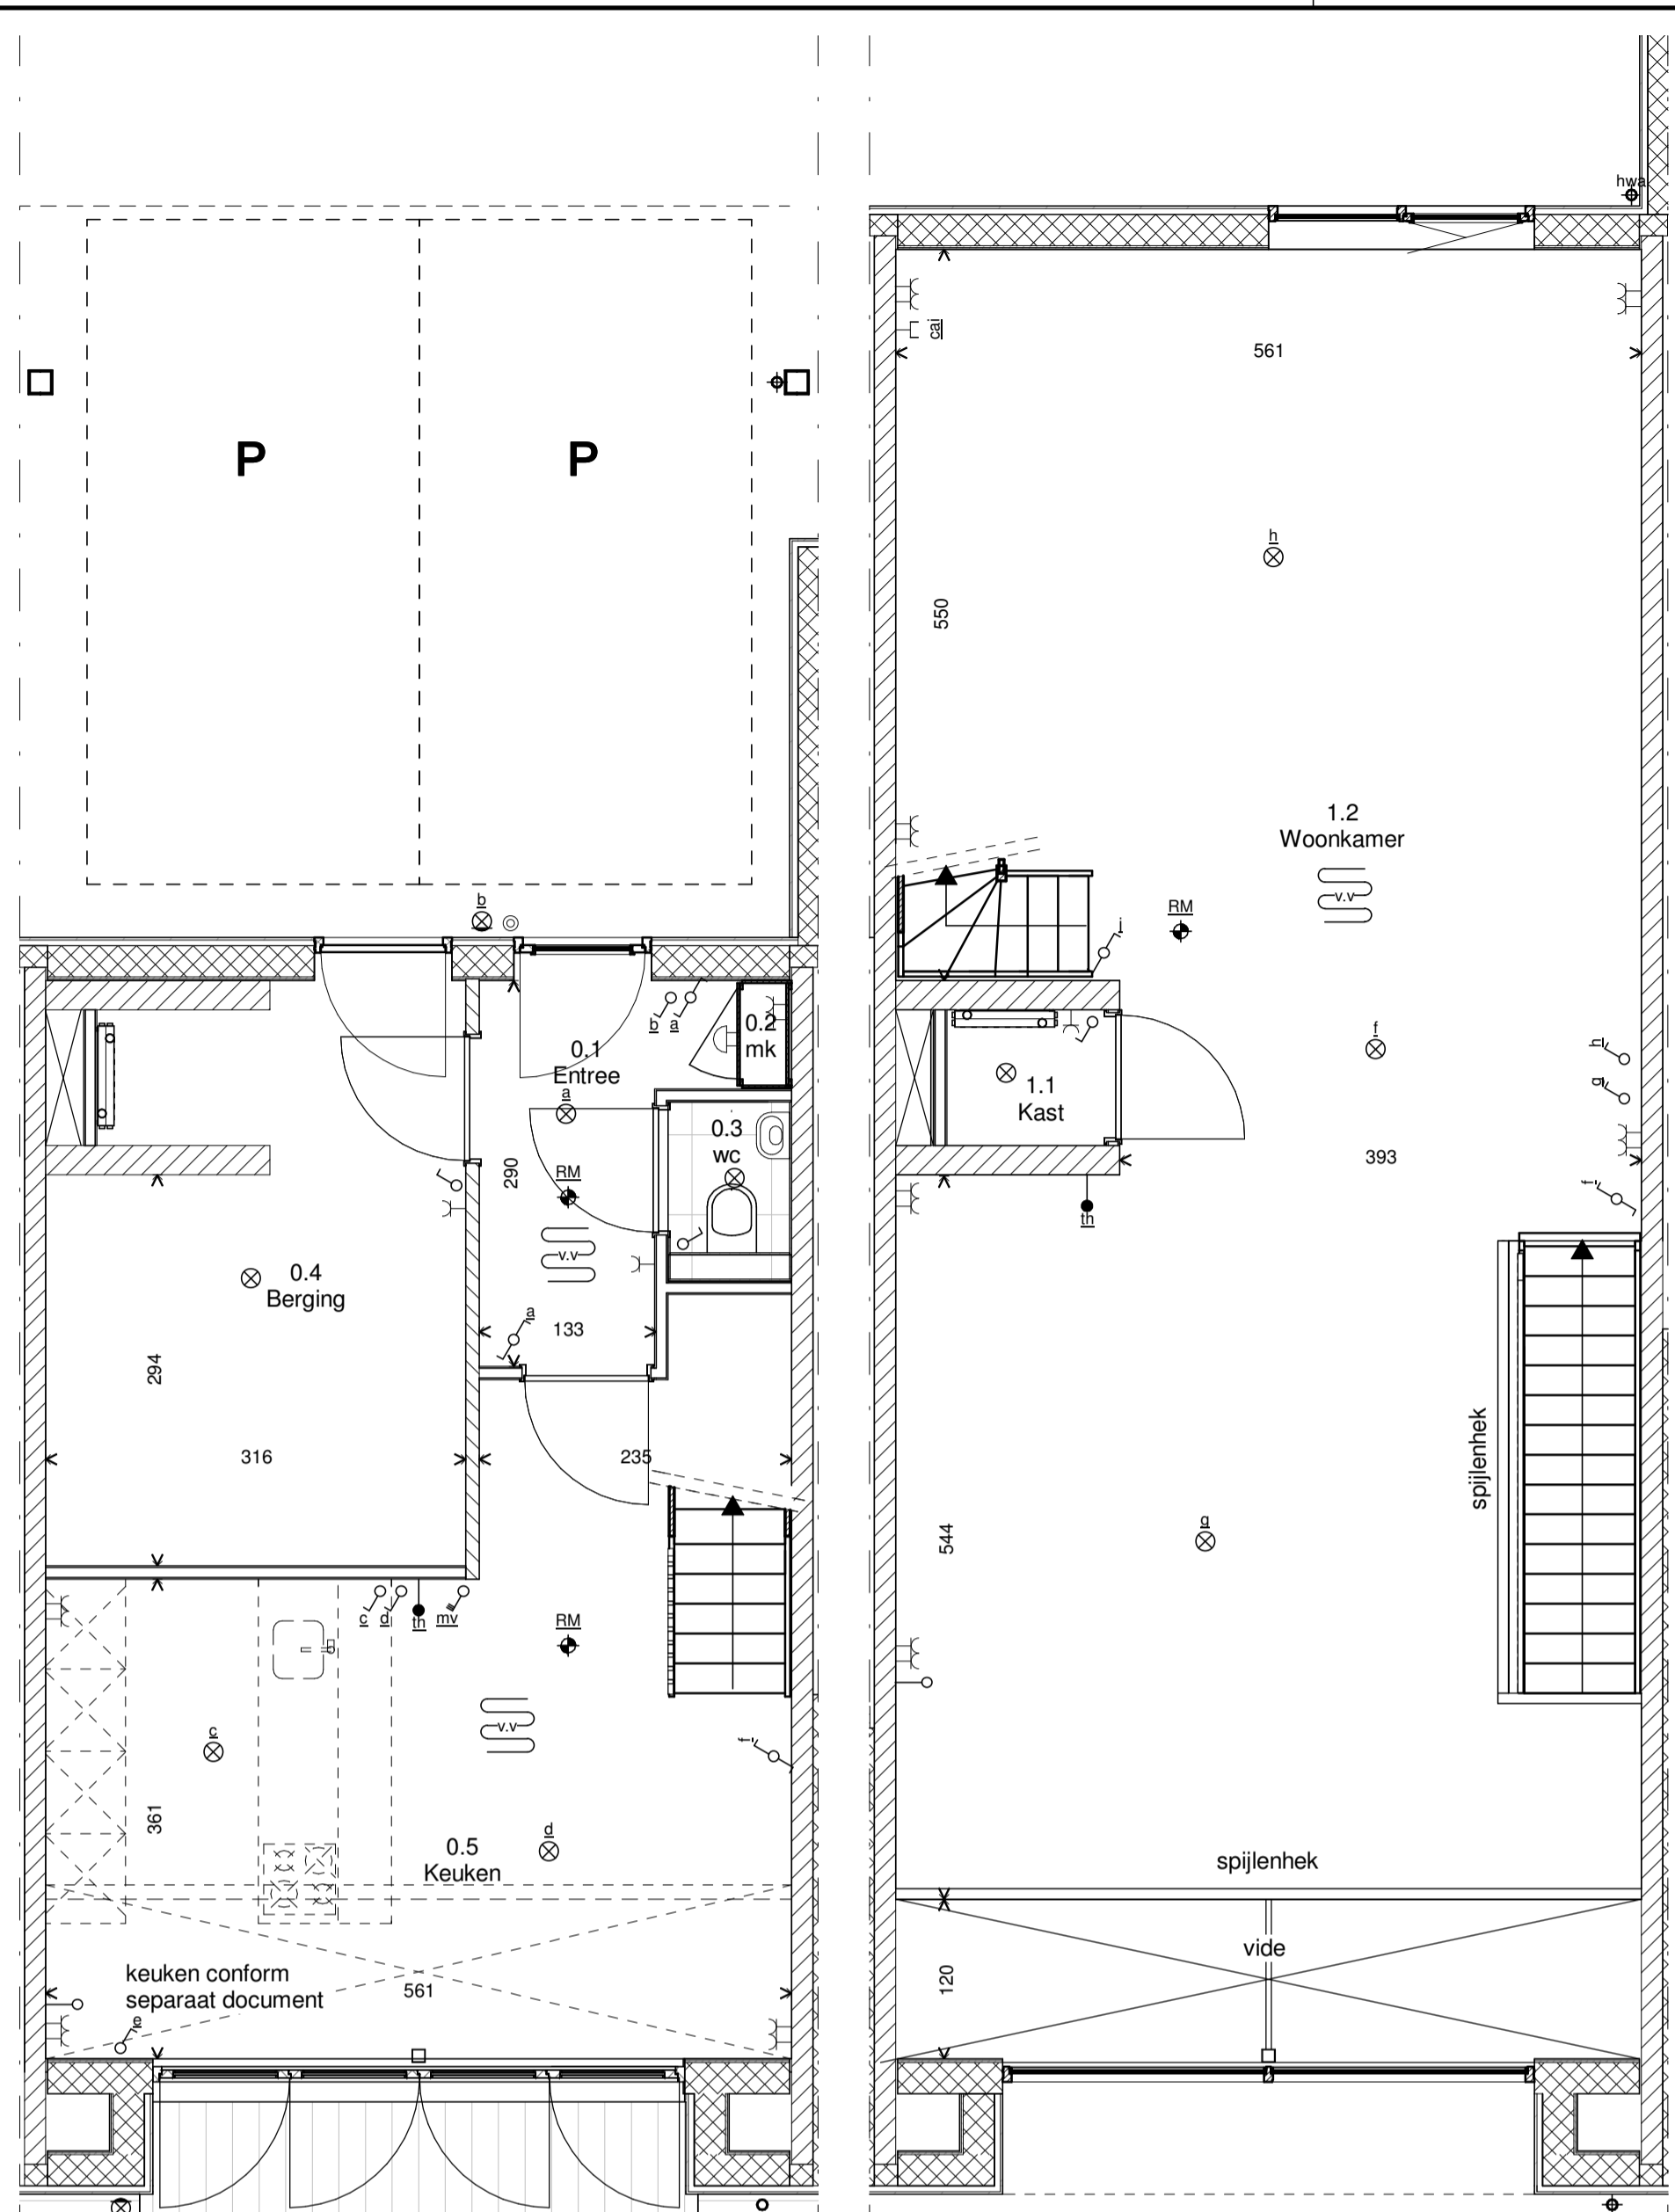 P
P
b
b
a
0.2
mk
0.1
Entree
a
0.3
wc
290
RM
v.v
0.4
Berging
a
133
294
316
235
c
d
th
mv
RM
c
v.v
f
361
d
0.5
Keuken
keuken conform
separaat document
561
e
hwa
cai
561
h
550
1.2
Woonkamer
v.v
RM
j
f
h
g
1.1
Kast
393
f
th
spijlenhek
g
544
spijlenhek
vide
120